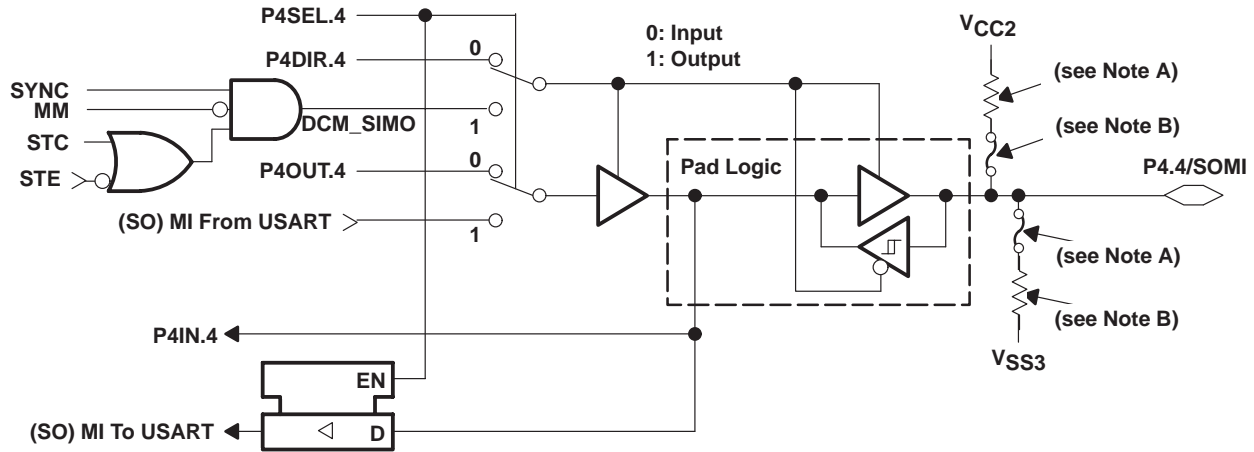 P4SEL.4
0: Input
1: Output
VCC2
0
P4DIR.4
(see Note A)
SYNC
MM
DCM_SIMO
1
(see Note B)
STC
0
P4OUT.4
Pad Logic
P4.4/SOMI
STE
(SO) MI From USART
1
(see Note A)
P4IN.4
(see Note B)
VSS3
EN
(SO) MI To USART
D